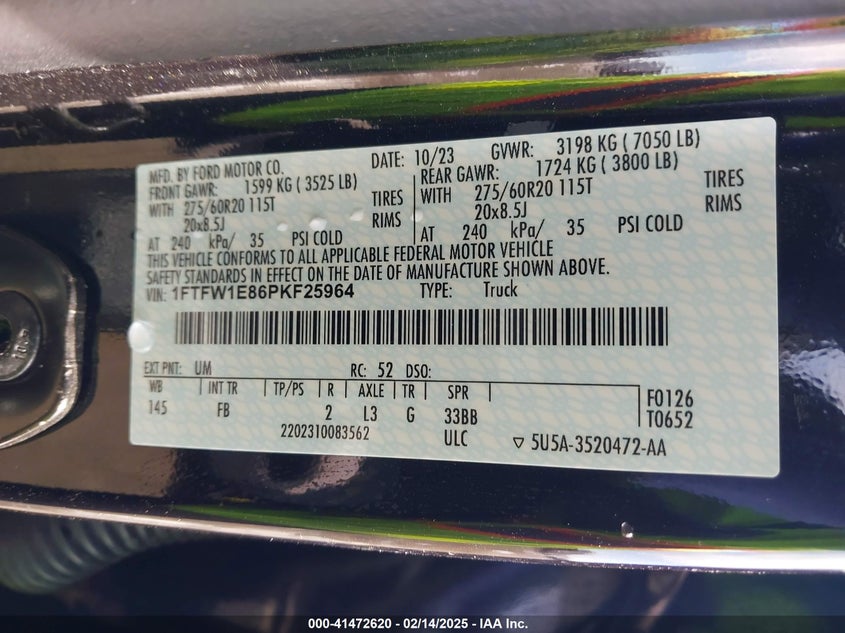 MFD. BY FORD MOTOR CO.
DATE: 10/23 GVWR: 3198 KG ( 7050 LB)
FRONT GAWR: 1599 KG ( 3525 LB)
REAR GAWR: 1724 KG ( 3800 LB)
WITH 275/60R20 115T TIRES
WITH 275/60R20 115T TIRES
20x8.5J RIMS
20x8.5J RIMS
AT 240 kPa/ 35 PSI COLD
AT 240 kPa/ 35 PSI COLD
THIS VEHICLE CONFORMS TO ALL APPLICABLE FEDERAL MOTOR VEHICLE
SAFETY STANDARDS IN EFFECT ON THE DATE OF MANUFACTURE SHOWN ABOVE.
VIN: 1FTFW1E86PKF25964 TYPE: Truck
EXT PNT: UM RC: 52 DSO:
WB INT TR TP/PS R AXLE TR SPR
145 FB 2 L3 G 33BB
F0126
T0652
2202310083562 ULC
▽ 5U5A-3520472-AA
000-41472620 - 02/14/2025 - IAA Inc.